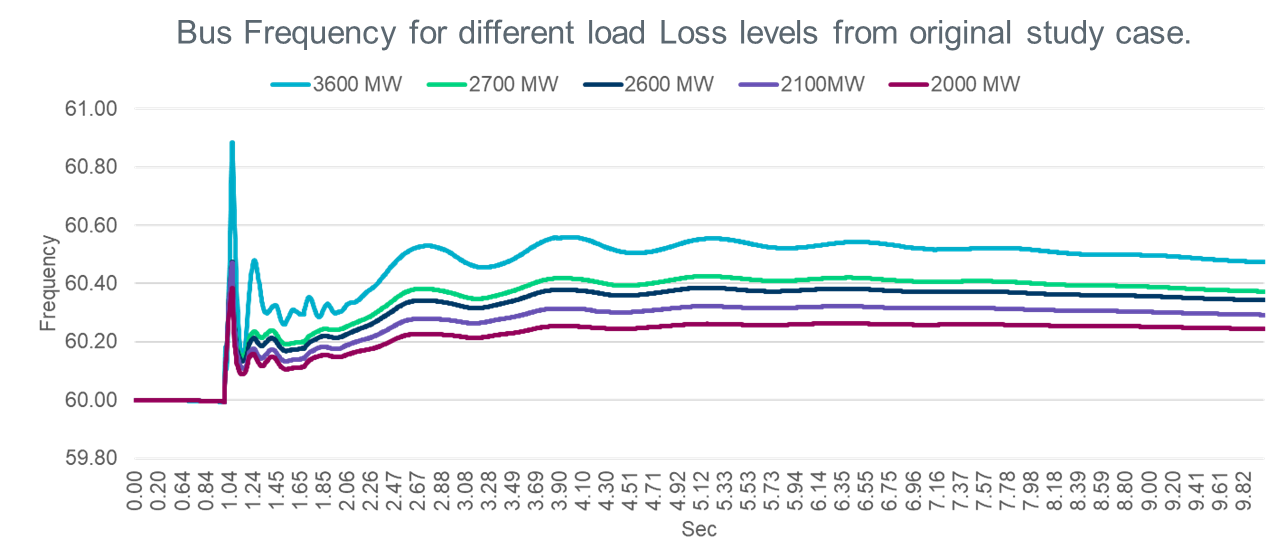 Bus Frequency for different load Loss levels from original study case.
3600 MW 2700 MW 2600 MW 2100MW 2000 MW
61.00
60.80
60.60
60.40
60.20
60.00
59.80
Frequency
0.00 0.20 0.64 0.84 1.04 1.24 1.45 1.65 1.85 2.06 2.26 2.47 2.67 2.88 3.08 3.28 3.49 3.69 3.90 4.10 4.30 4.51 4.71 4.92 5.12 5.33 5.53 5.73 5.94 6.14 6.35 6.55 6.75 6.96 7.16 7.37 7.57 7.78 7.98 8.18 8.39 8.59 8.80 9.00 9.20 9.41 9.61 9.82
Sec